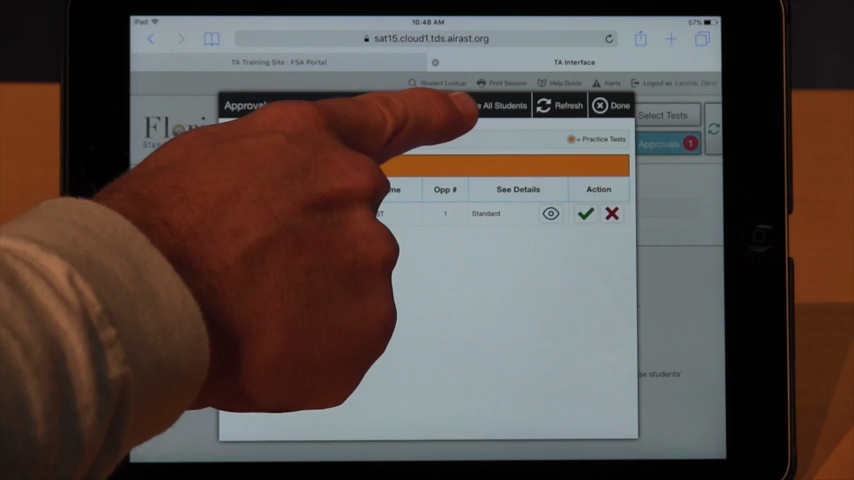 iPad 10:48 AM 57%
sat15.cloud1.tds.airast.org
TA Training Site : FSA Portal TA Interface
Student Lookup Print Session Help Guide Alerts Logout
Approval All Students Refresh Done
Select Tests
= Practice Tests
Approvals 1
Opp # See Details Action
1 Standard
se students'